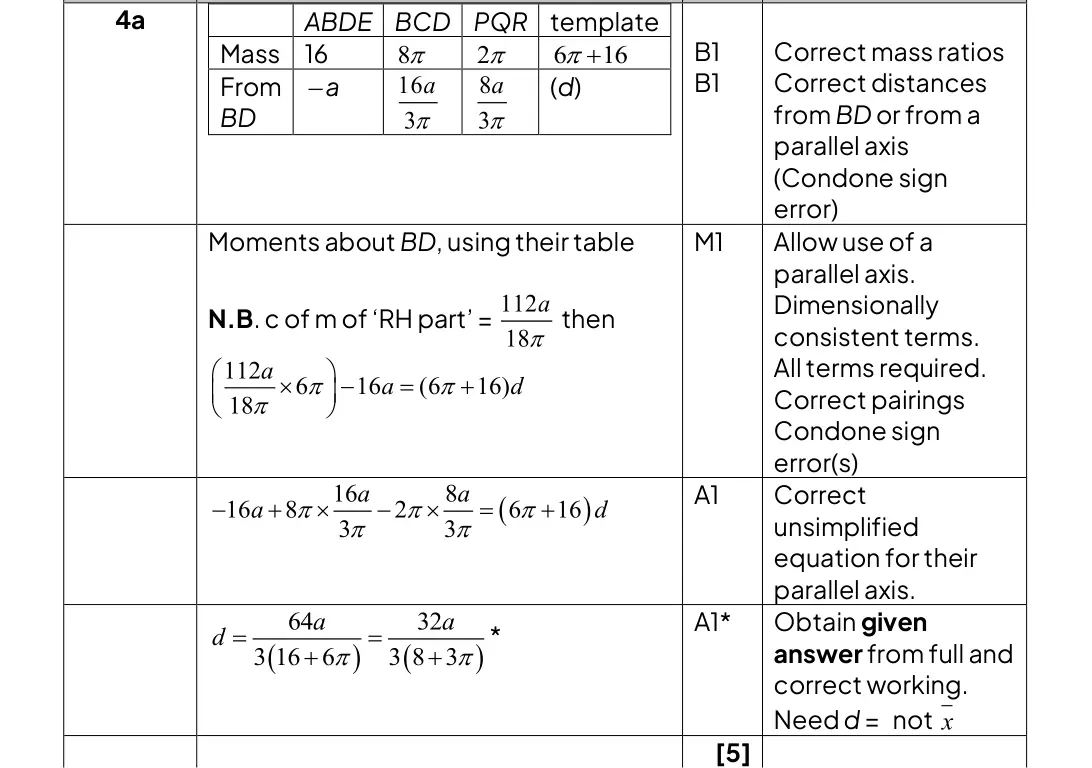 4a
ABDE BCD PQR template
Mass 16 8π 2π 6π+16
From BD −a 16a/3π 8a/3π (d)
B1 Correct mass ratios
B1 Correct distances
from BD or from a
parallel axis
(Condone sign
error)
Moments about BD, using their table
M1 Allow use of a
parallel axis.
Dimensionally
consistent terms.
All terms required.
Correct pairings
Condone sign
error(s)
N.B. c of m of ‘RH part’ = 112a/18π then
(112a/18π × 6π) − 16a = (6π + 16)d
−16a + 8π × 16a/3π − 2π × 8a/3π = (6π + 16)d
A1 Correct
unsimplified
equation for their
parallel axis.
d = 64a/3(16 + 6π) = 32a/3(8 + 3π) *
A1* Obtain given
answer from full and
correct working.
Need d = not x̄
[5]